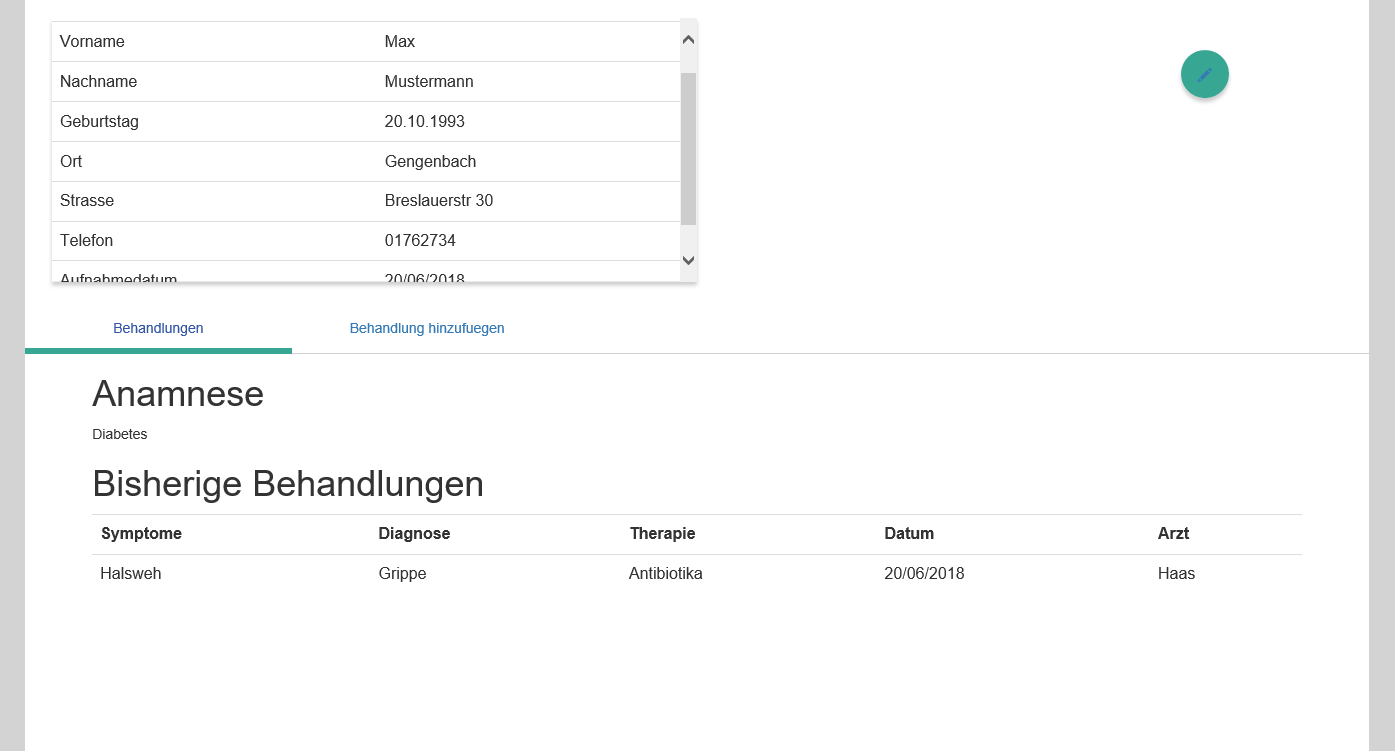 Vorname Max
Nachname Mustermann
Geburtstag 20.10.1993
Ort Gengenbach
Strasse Breslauerstr 30
Telefon 01762734
Aufnahmedatum 20/06/2018
Behandlungen Behandlung hinzufuegen
Anamnese
Diabetes
Bisherige Behandlungen
Symptome Diagnose Therapie Datum Arzt
Halsweh Grippe Antibiotika 20/06/2018 Haas